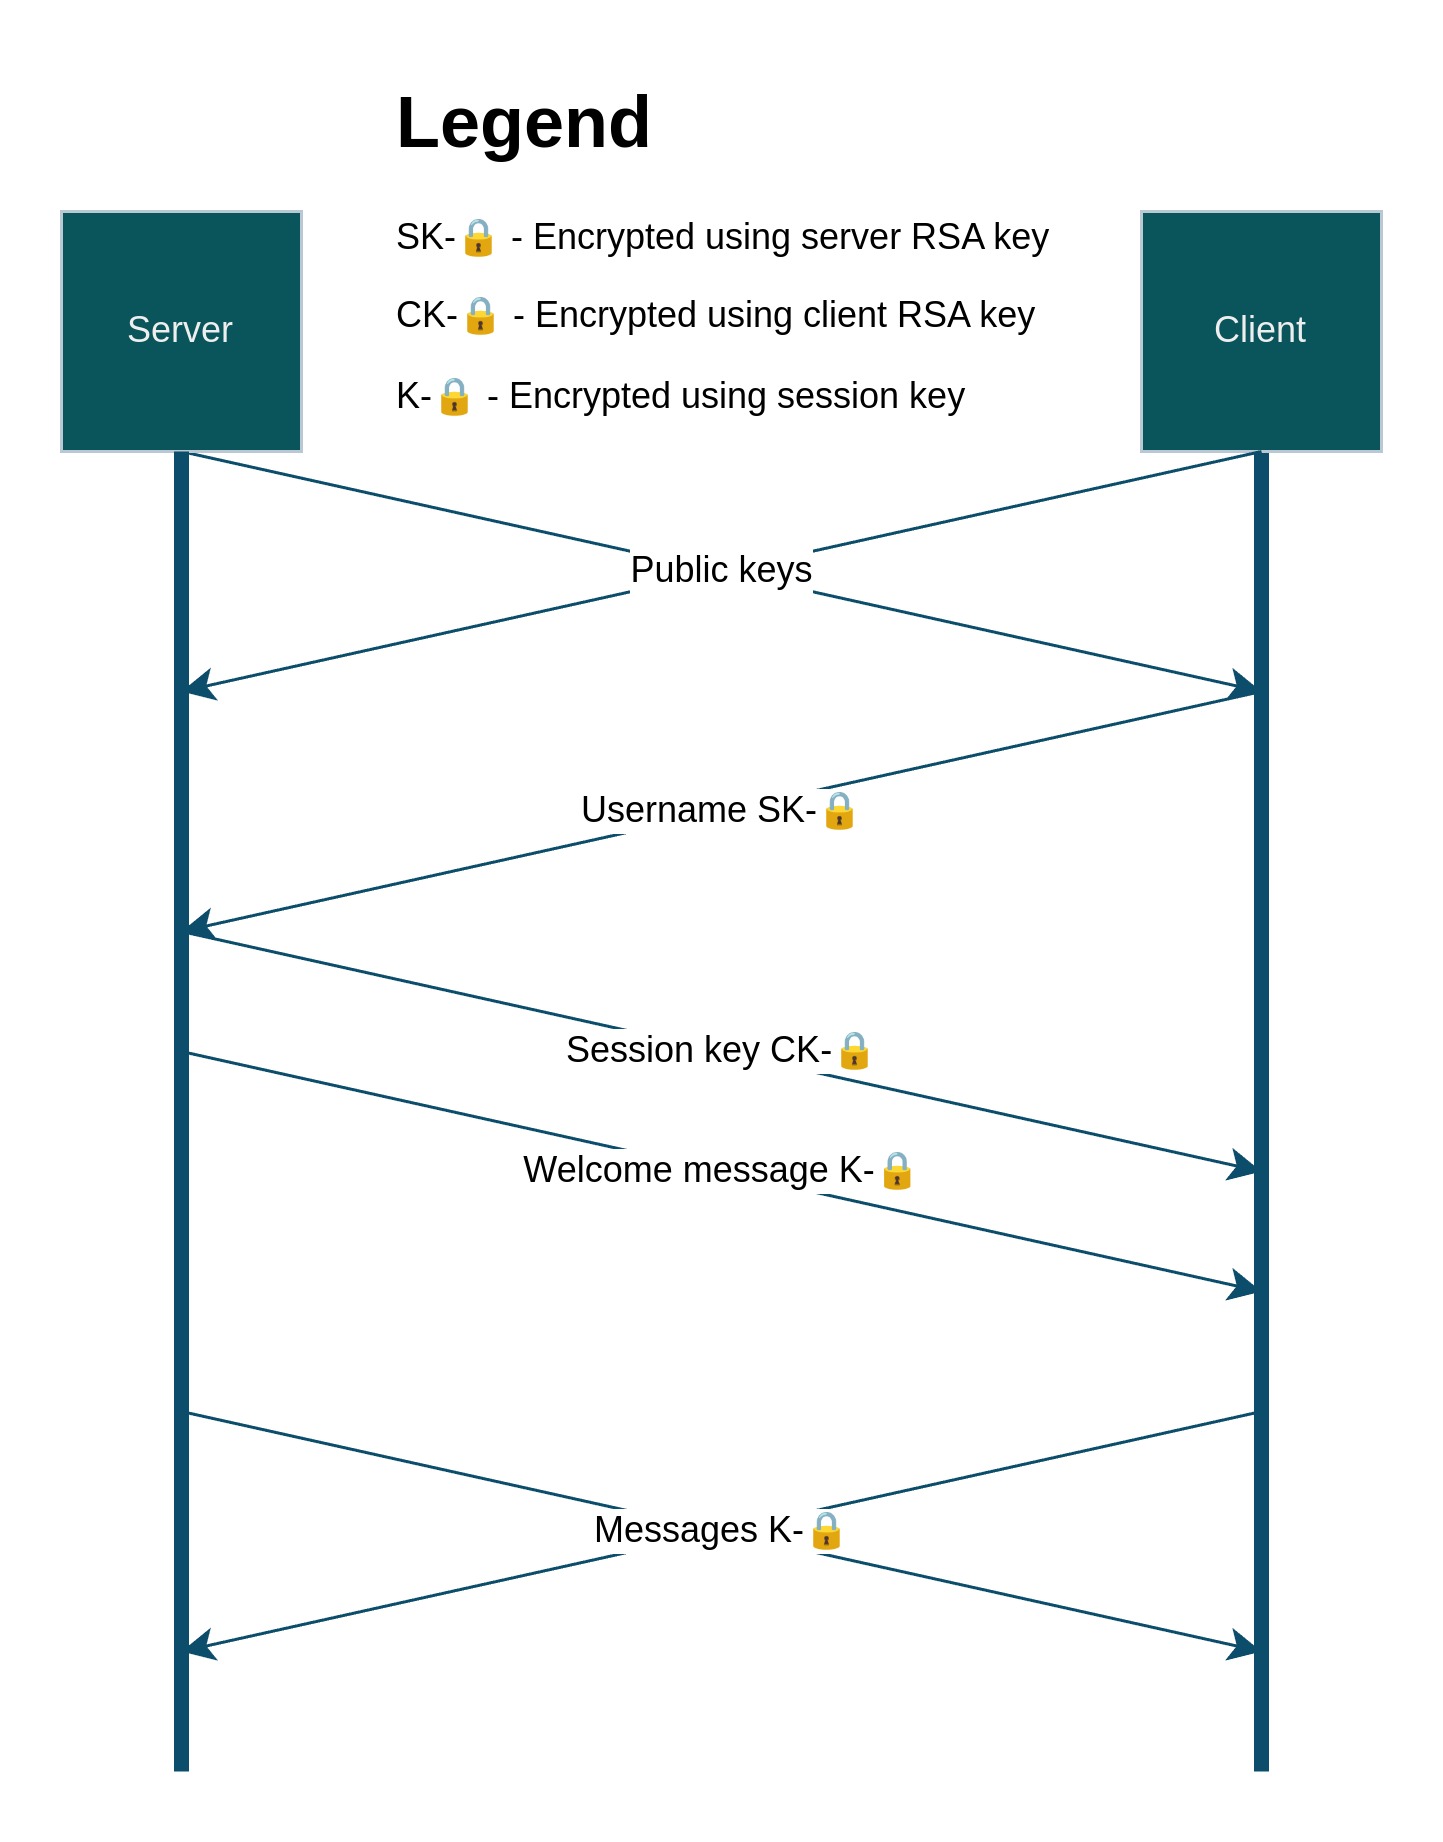 Legend
SK-🔒 - Encrypted using server RSA key
Server
CK-🔒 - Encrypted using client RSA key
Client
K-🔒 - Encrypted using session key
Public keys
Username SK-🔒
Session key CK-🔒
Welcome message K-🔒
Messages K-🔒